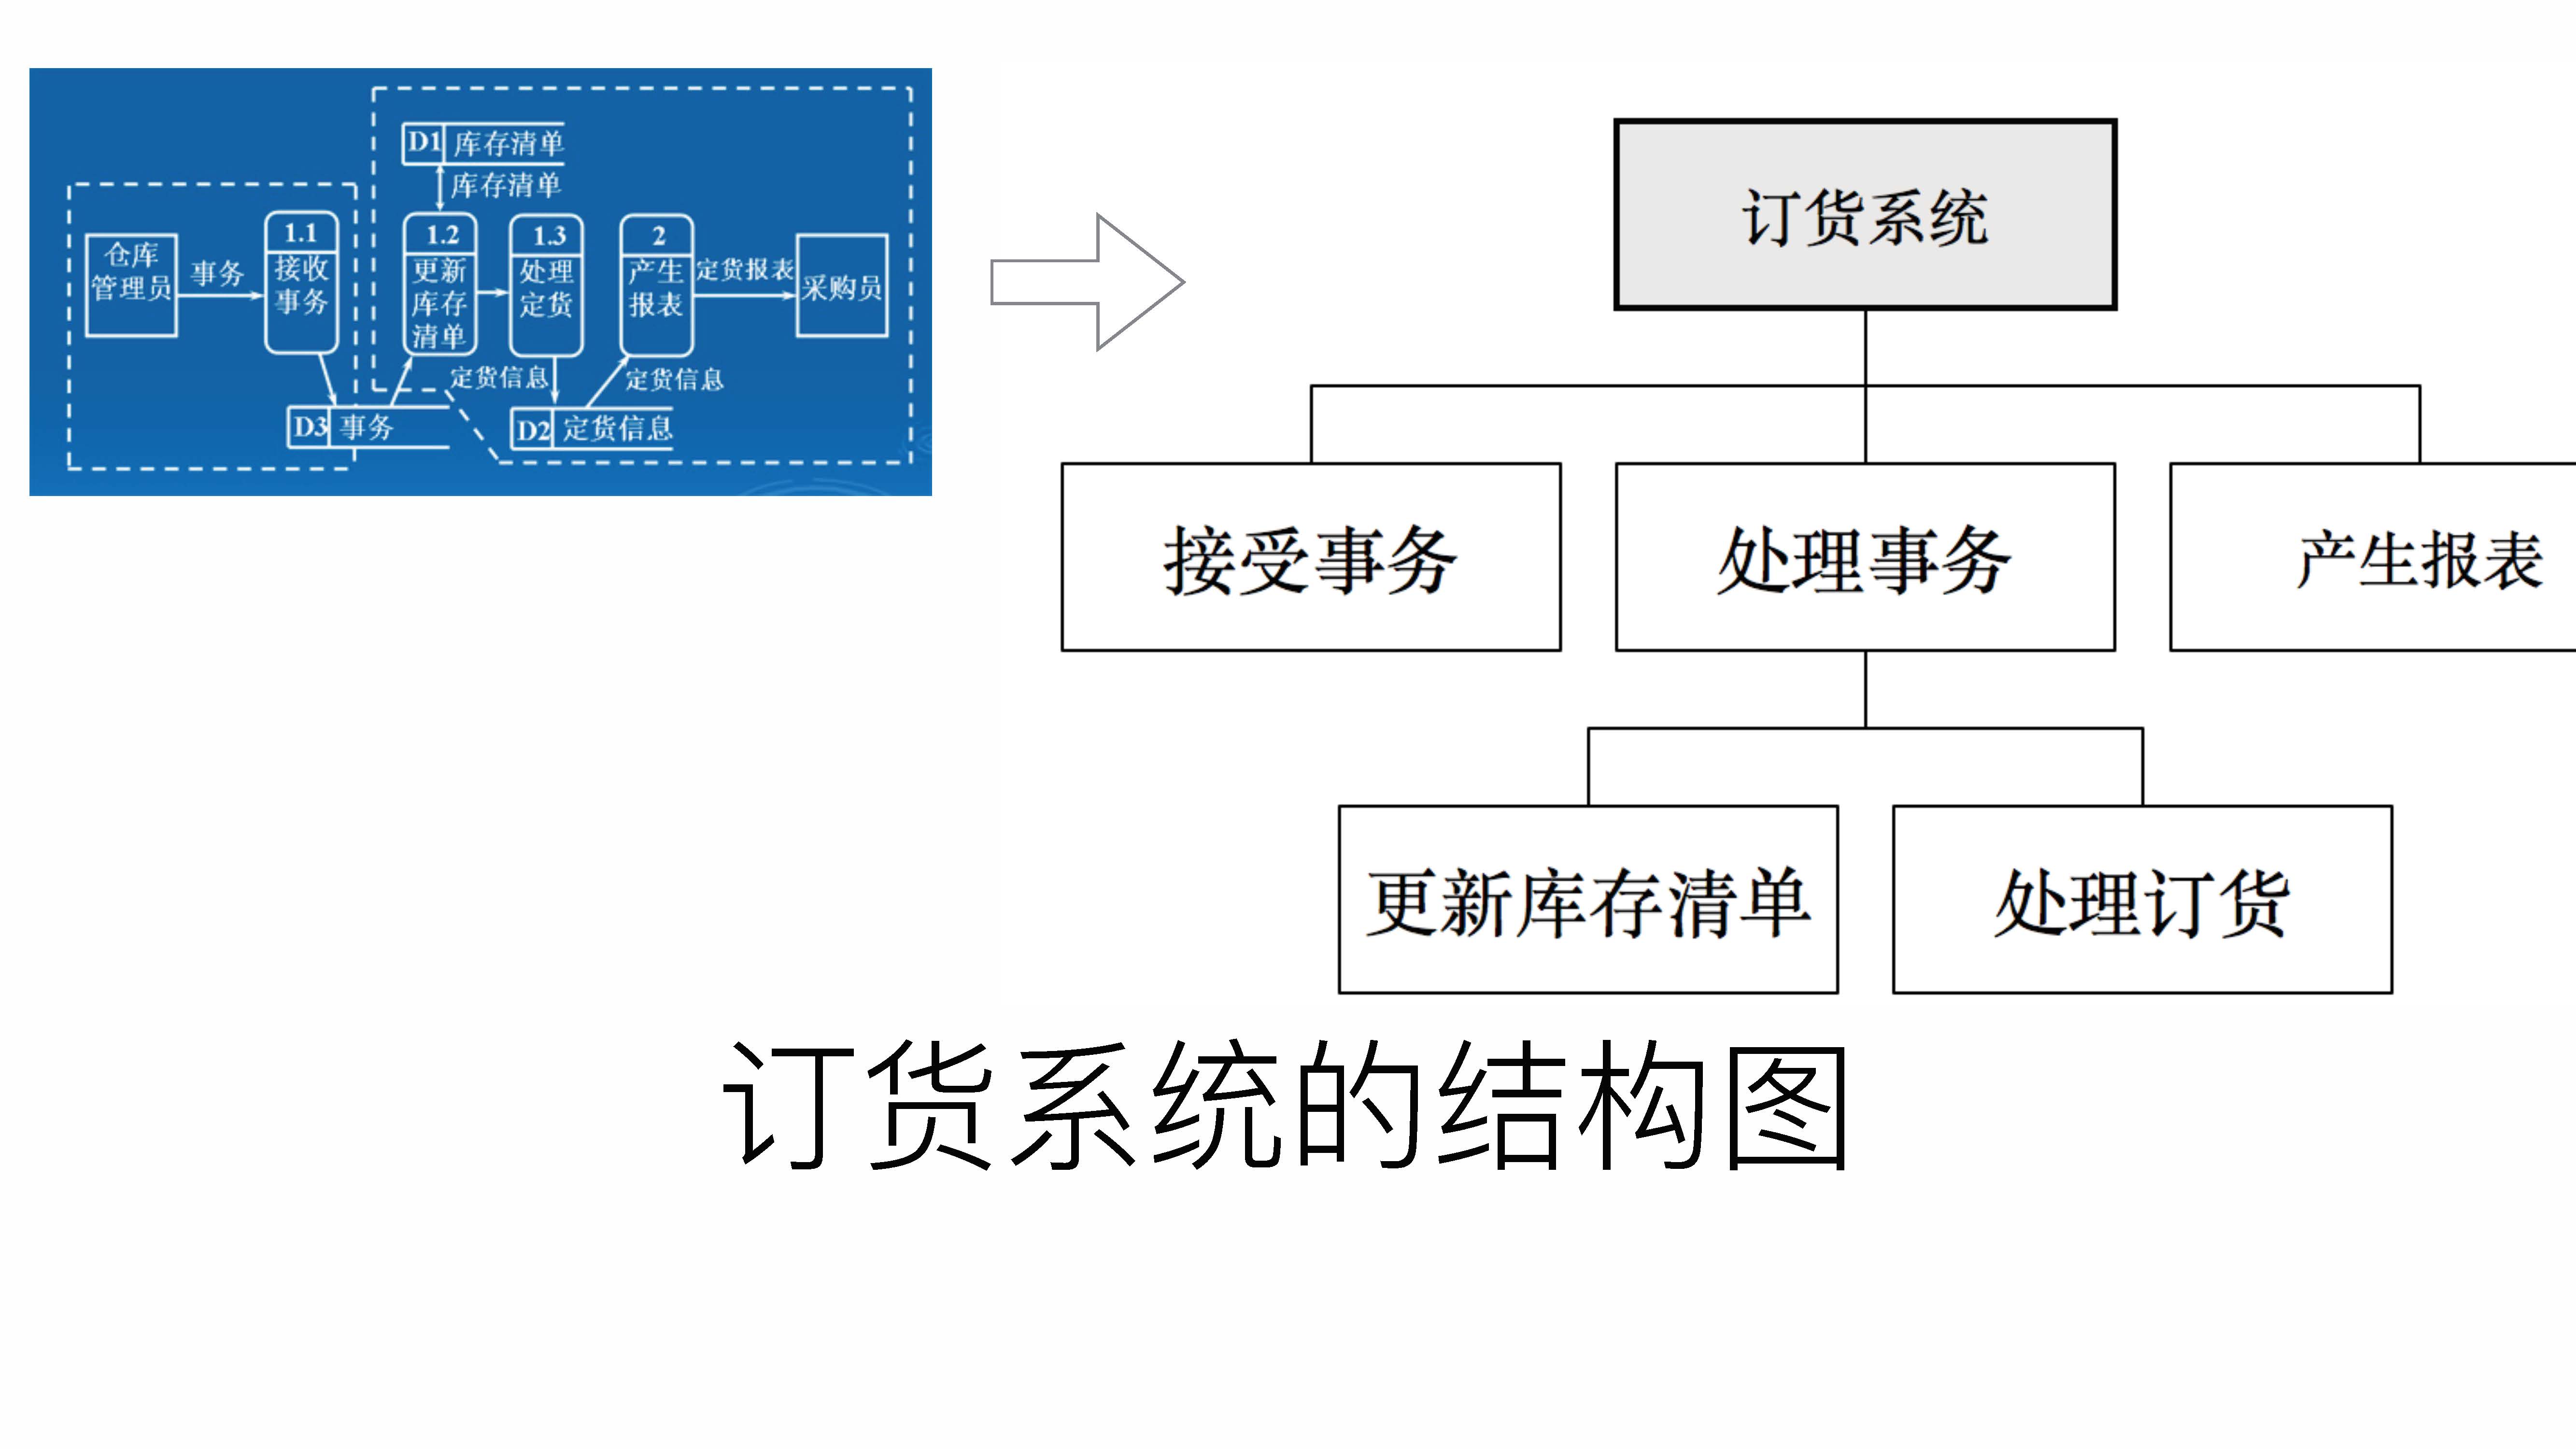 D1 库存清单
库存清单
仓库
管理员
事务
1.1
接收
事务
1.2
更新
库存
清单
1.3
处理
定货
2
产生
报表
定货报表
采购员
定货信息
定货信息
D3 事务
D2 定货信息
订货系统
接受事务
处理事务
产生报表
更新库存清单
处理订货
订货系统的结构图